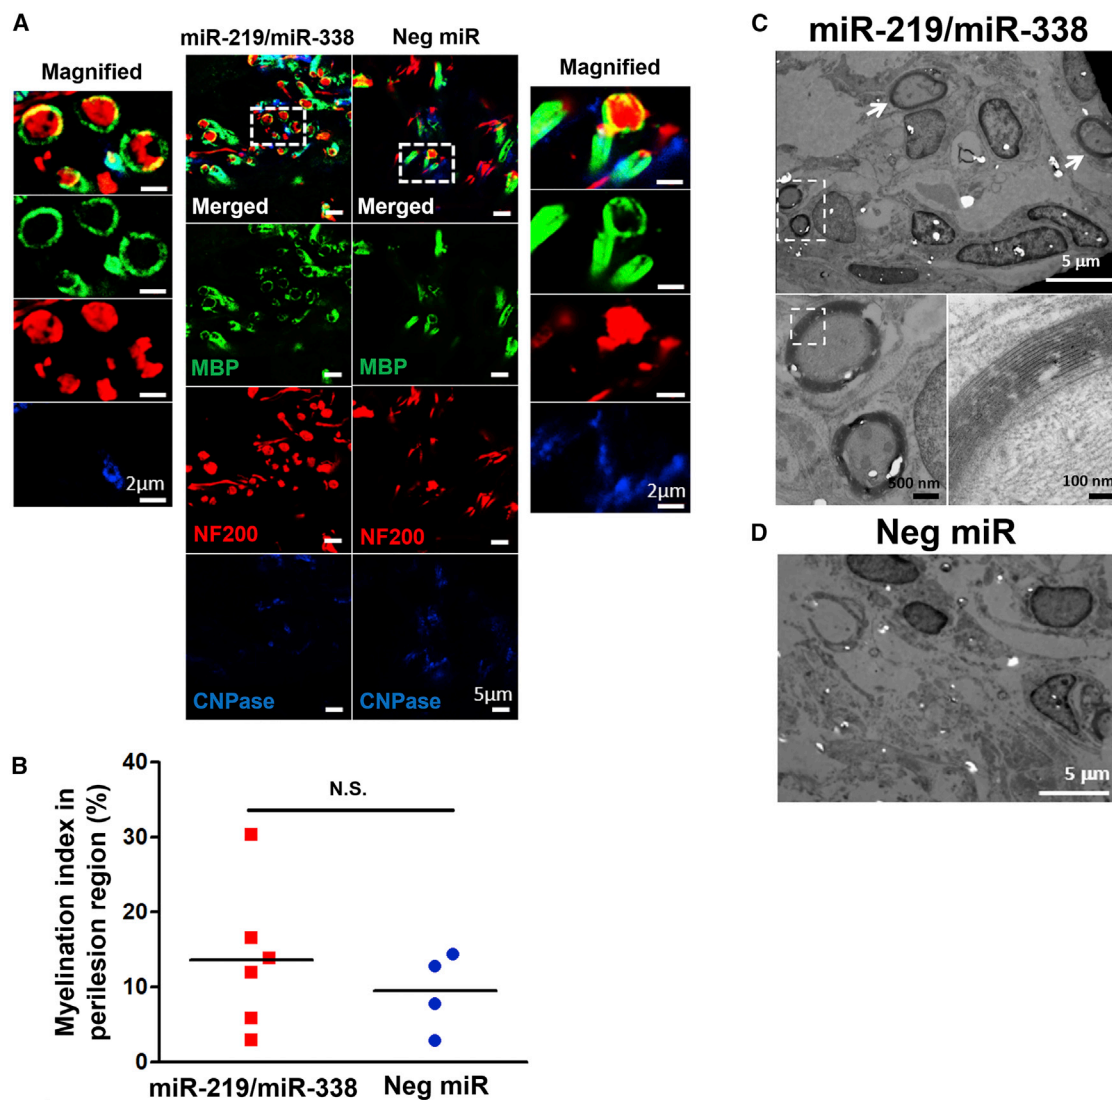 A
miR-219/miR-338
Neg miR
Magnified
Magnified
Merged
Merged
MBP
MBP
2μm
2μm
NF200
NF200
CNPase
CNPase
5μm
B
Myelination index in
perilesion region (%)
40
30
20
10
0
N.S.
miR-219/miR-338
Neg miR
C
miR-219/miR-338
5 μm
500 nm
100 nm
D
Neg miR
5 μm